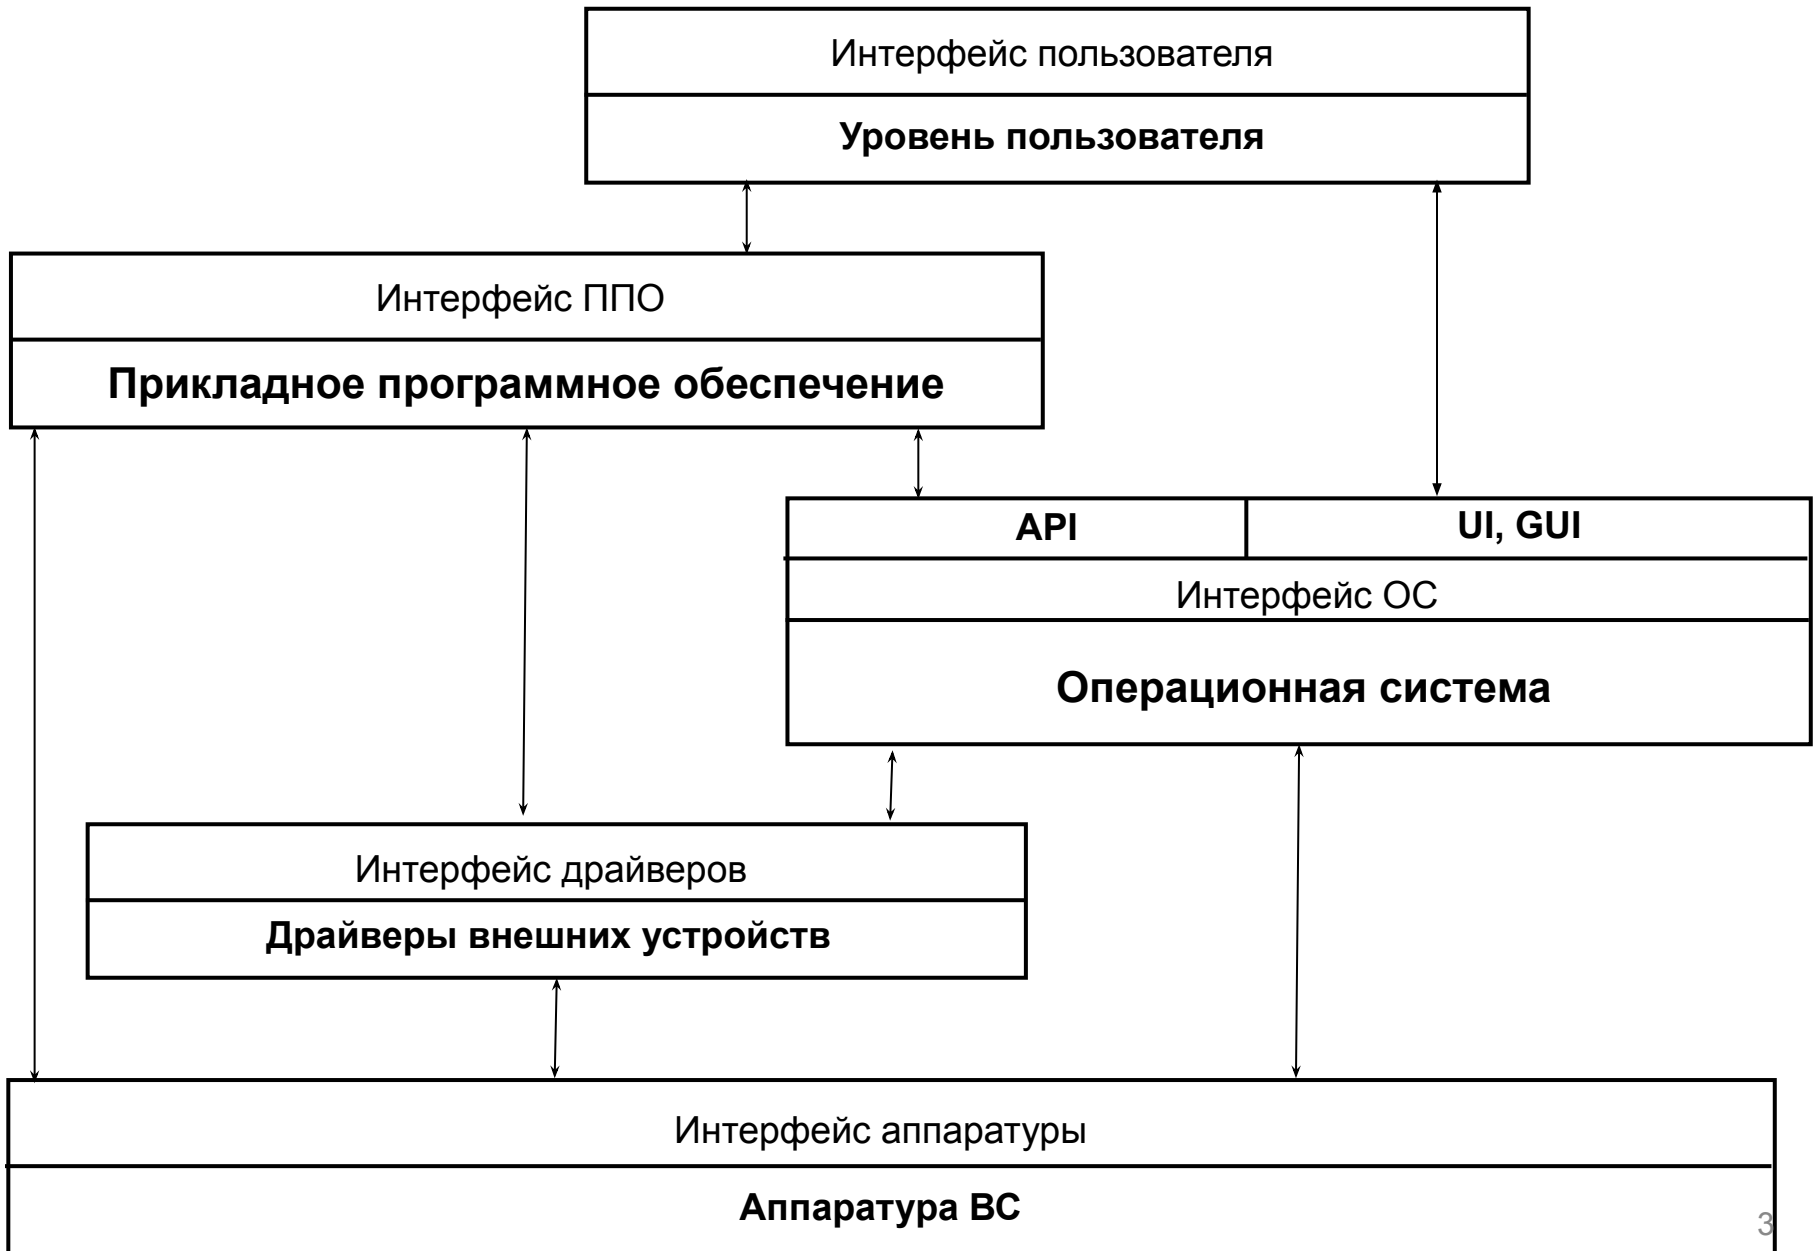 Интерфейс пользователя
Уровень пользователя
Интерфейс ППО
Прикладное программное обеспечение
API
UI, GUI
Интерфейс ОС
Операционная система
Интерфейс драйверов
Драйверы внешних устройств
Интерфейс аппаратуры
Аппаратура ВС
3